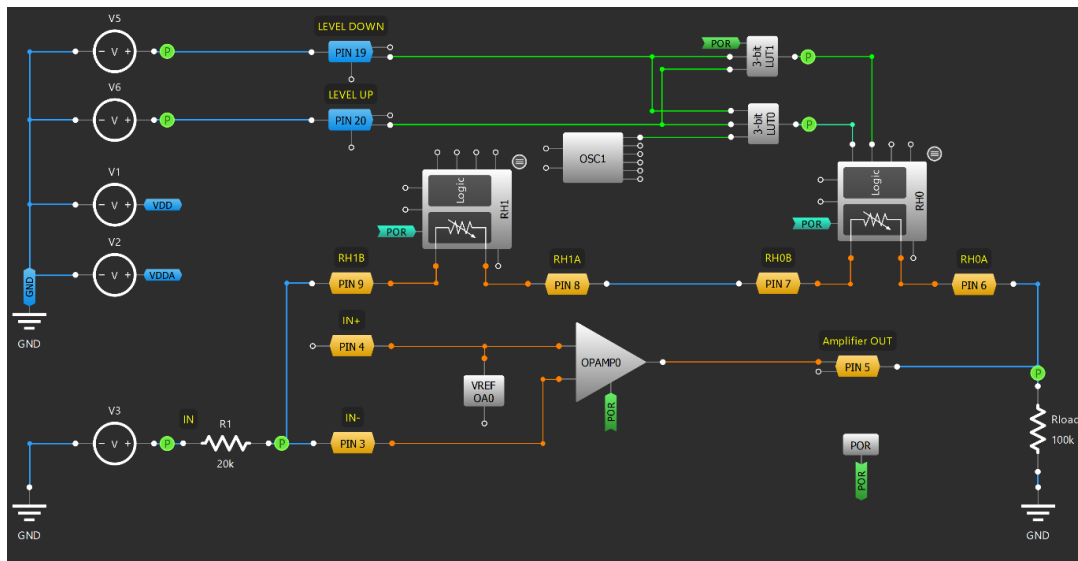 V5
LEVEL DOWN
− V +
P
PIN 19
POR
3-bit
LUT1
P
V6
LEVEL UP
− V +
P
PIN 20
3-bit
LUT0
P
OSC1
V1
− V +
VDD
Logic
RH1
POR
Logic
RH0
POR
V2
− V +
VDDA
GND
GND
RH1B
PIN 9
RH1A
PIN 8
RH0B
PIN 7
RH0A
PIN 6
IN+
PIN 4
VREF
OA0
OPAMP0
POR
Amplifier OUT
PIN 5
P
V3
− V +
P
IN
R1
20k
P
IN-
PIN 3
POR
POR
Rload
100k
GND
GND